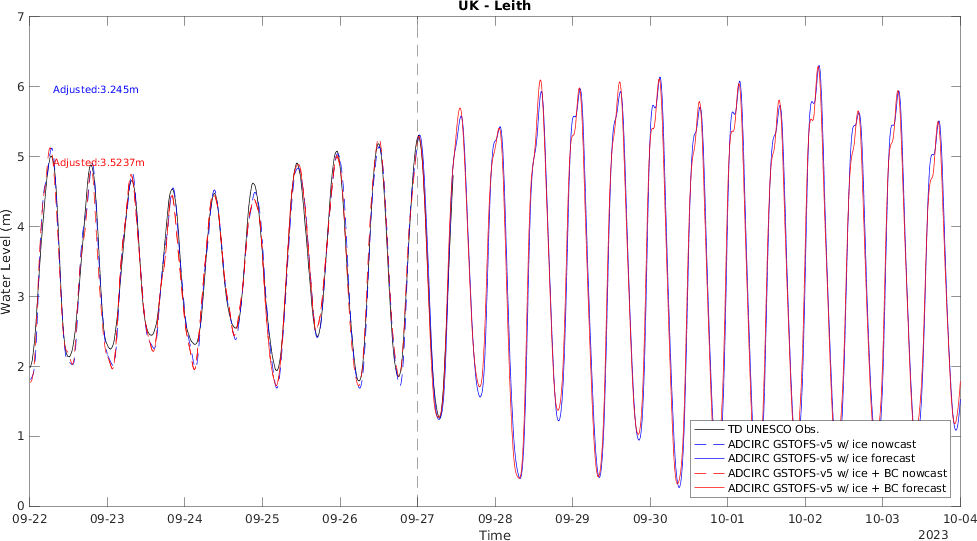 UK - Leith
7
6
5
4
3
2
1
0
Water Level (m)
Adjusted:3.245m
Adjusted:3.5237m
TD UNESCO Obs.
ADCIRC GSTOFS-v5 w/ ice nowcast
ADCIRC GSTOFS-v5 w/ ice forecast
ADCIRC GSTOFS-v5 w/ ice + BC nowcast
ADCIRC GSTOFS-v5 w/ ice + BC forecast
09-22 09-23 09-24 09-25 09-26 09-27 09-28 09-29 09-30 10-01 10-02 10-03 10-04
Time
2023